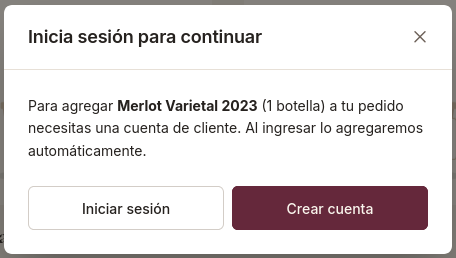 Inicia sesión para continuar
Para agregar Merlot Varietal 2023 (1 botella) a tu pedido
necesitas una cuenta de cliente. Al ingresar lo agregaremos
automáticamente.
Iniciar sesión
Crear cuenta